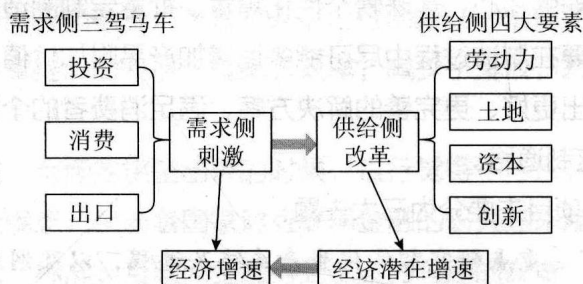 需求侧三驾马车
供给侧四大要素
投资
消费
出口
需求侧
刺激
供给侧
改革
劳动力
土地
资本
创新
经济增速
经济潜在增速